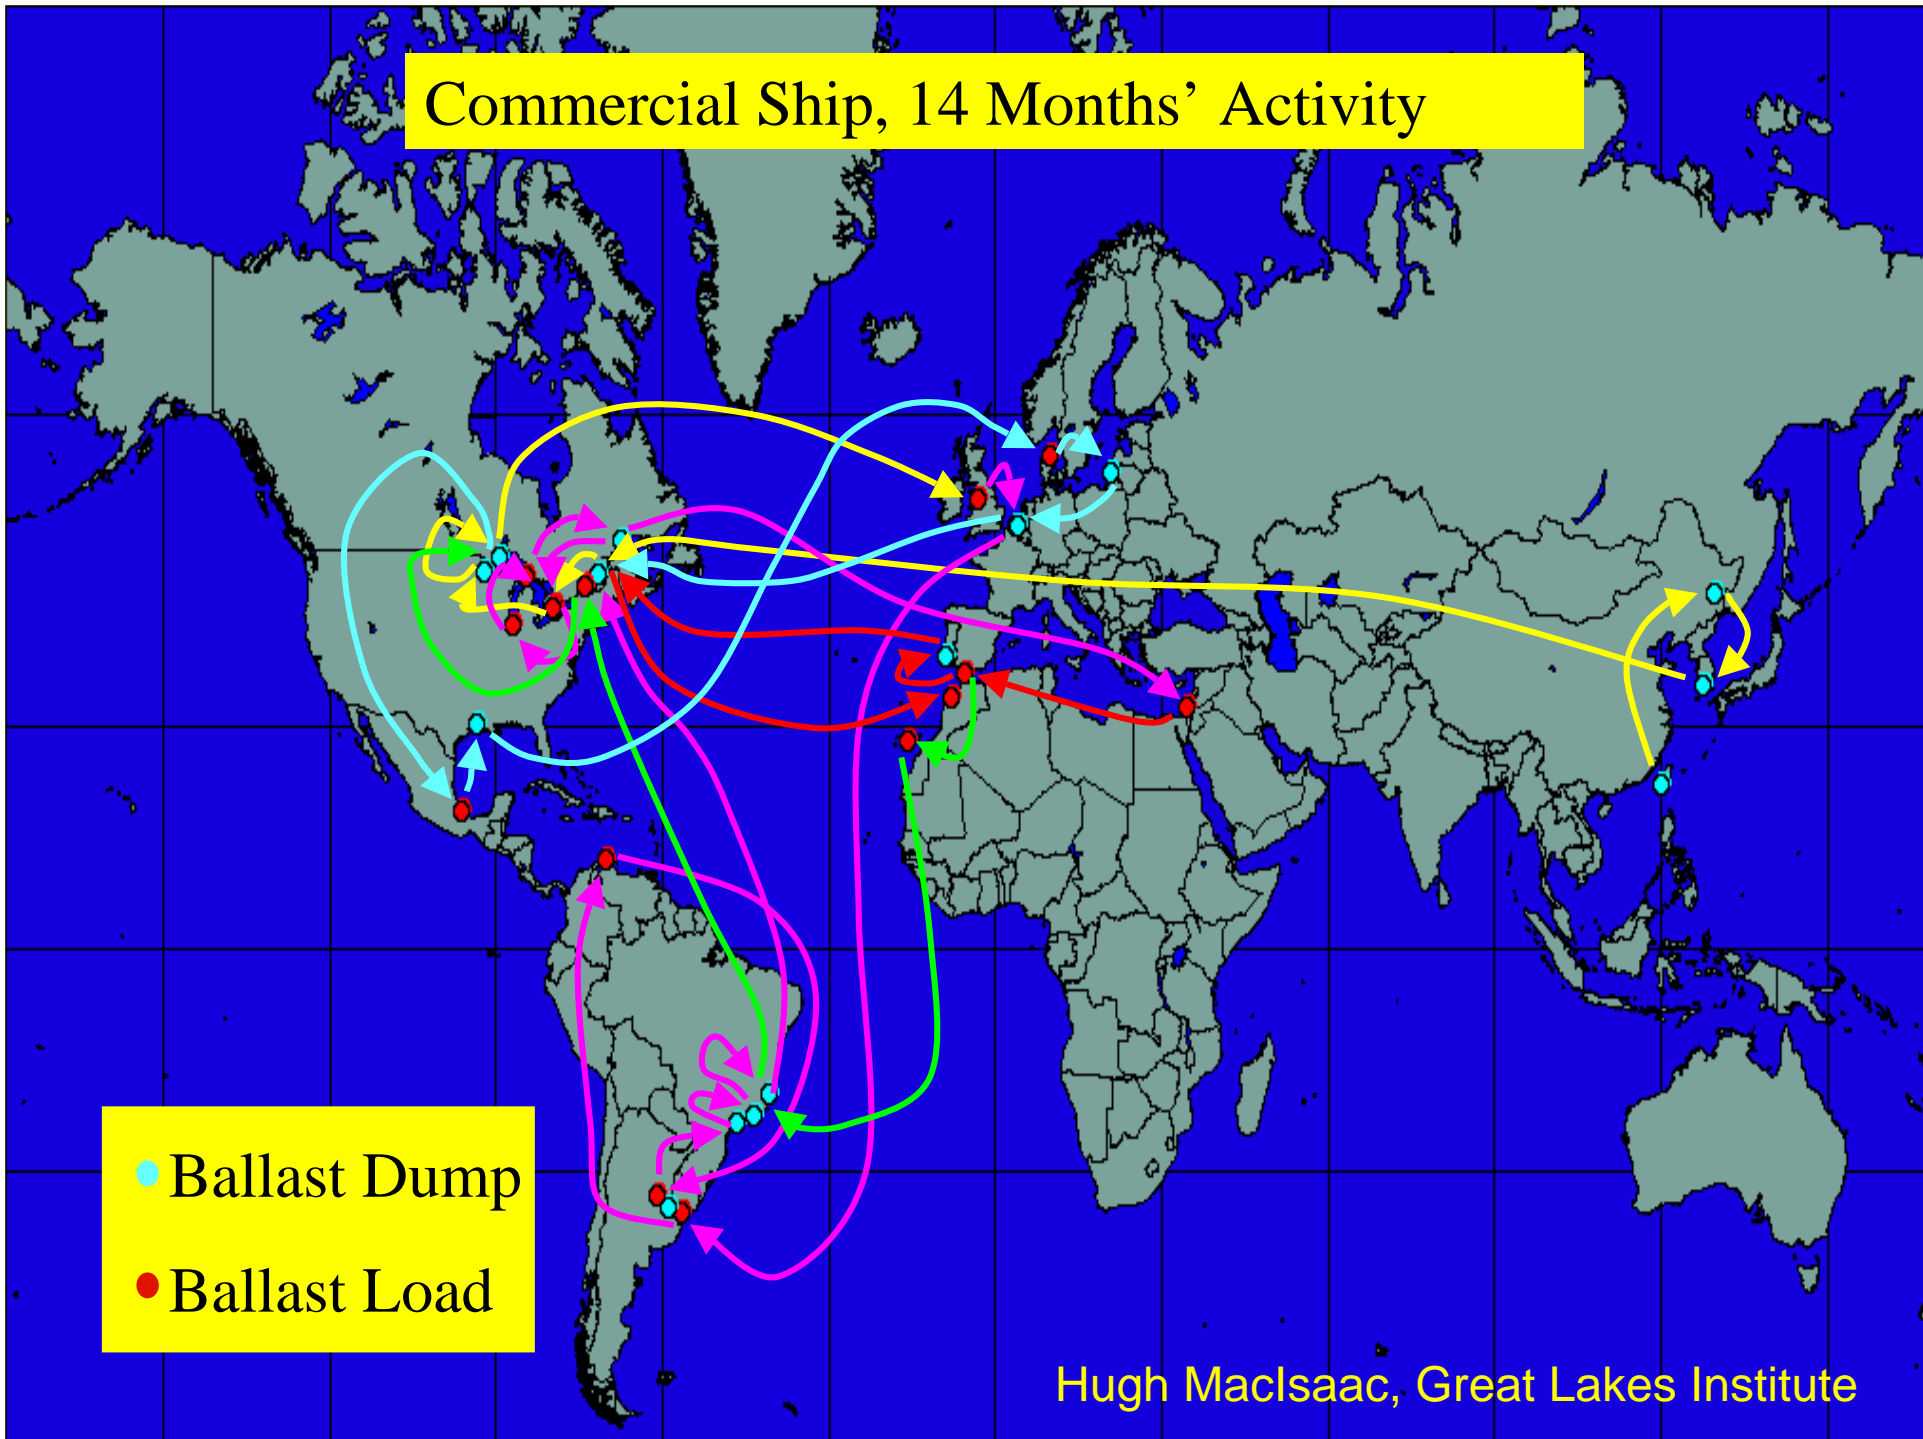 Commercial Ship, 14 Months’ Activity
Ballast Dump
Ballast Load
Hugh MacIsaac, Great Lakes Institute